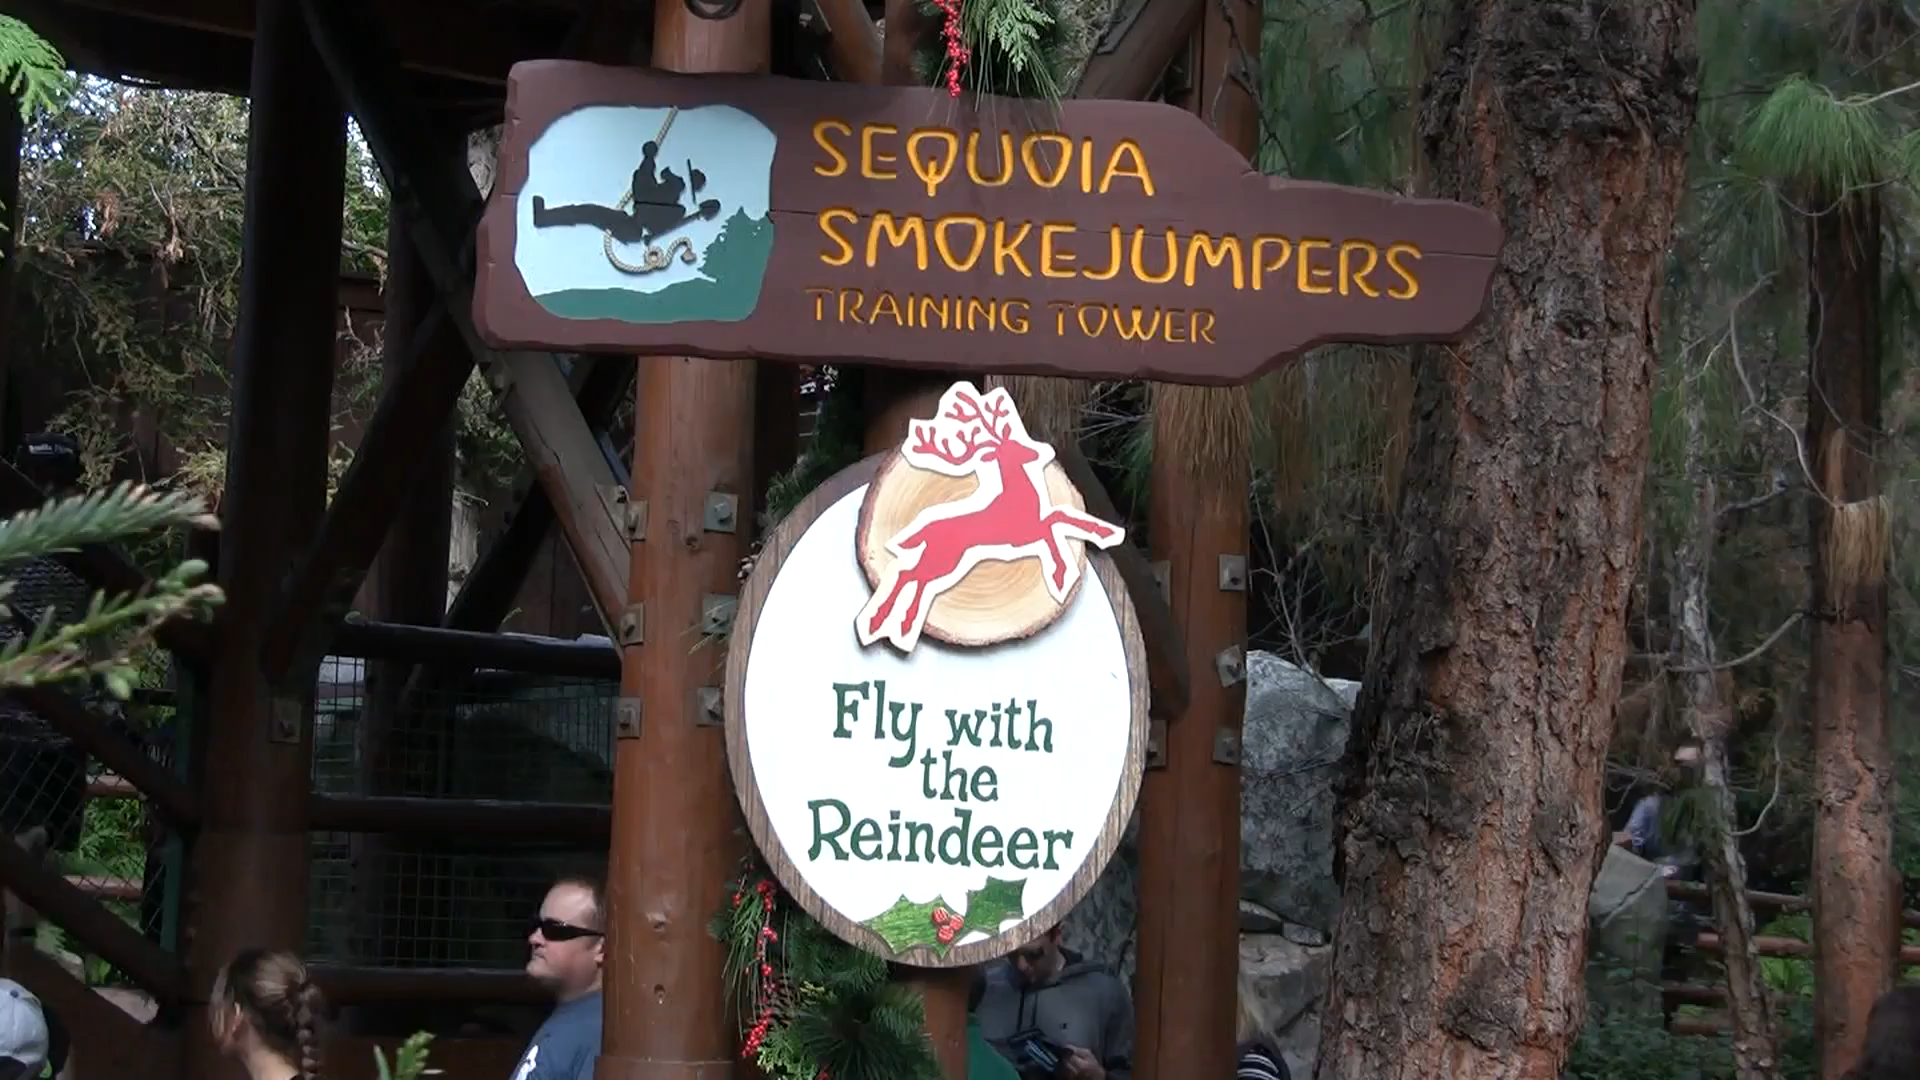 SEQUOIA
SMOKEJUMPERS
TRAINING TOWER
Fly with
the
Reindeer